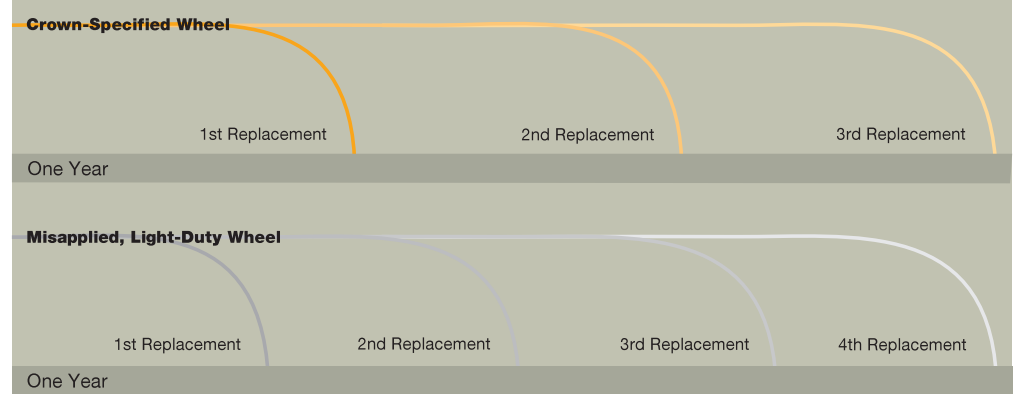 Crown-Specified Wheel
1st Replacement
2nd Replacement
3rd Replacement
One Year
Misapplied, Light-Duty Wheel
1st Replacement
2nd Replacement
3rd Replacement
4th Replacement
One Year